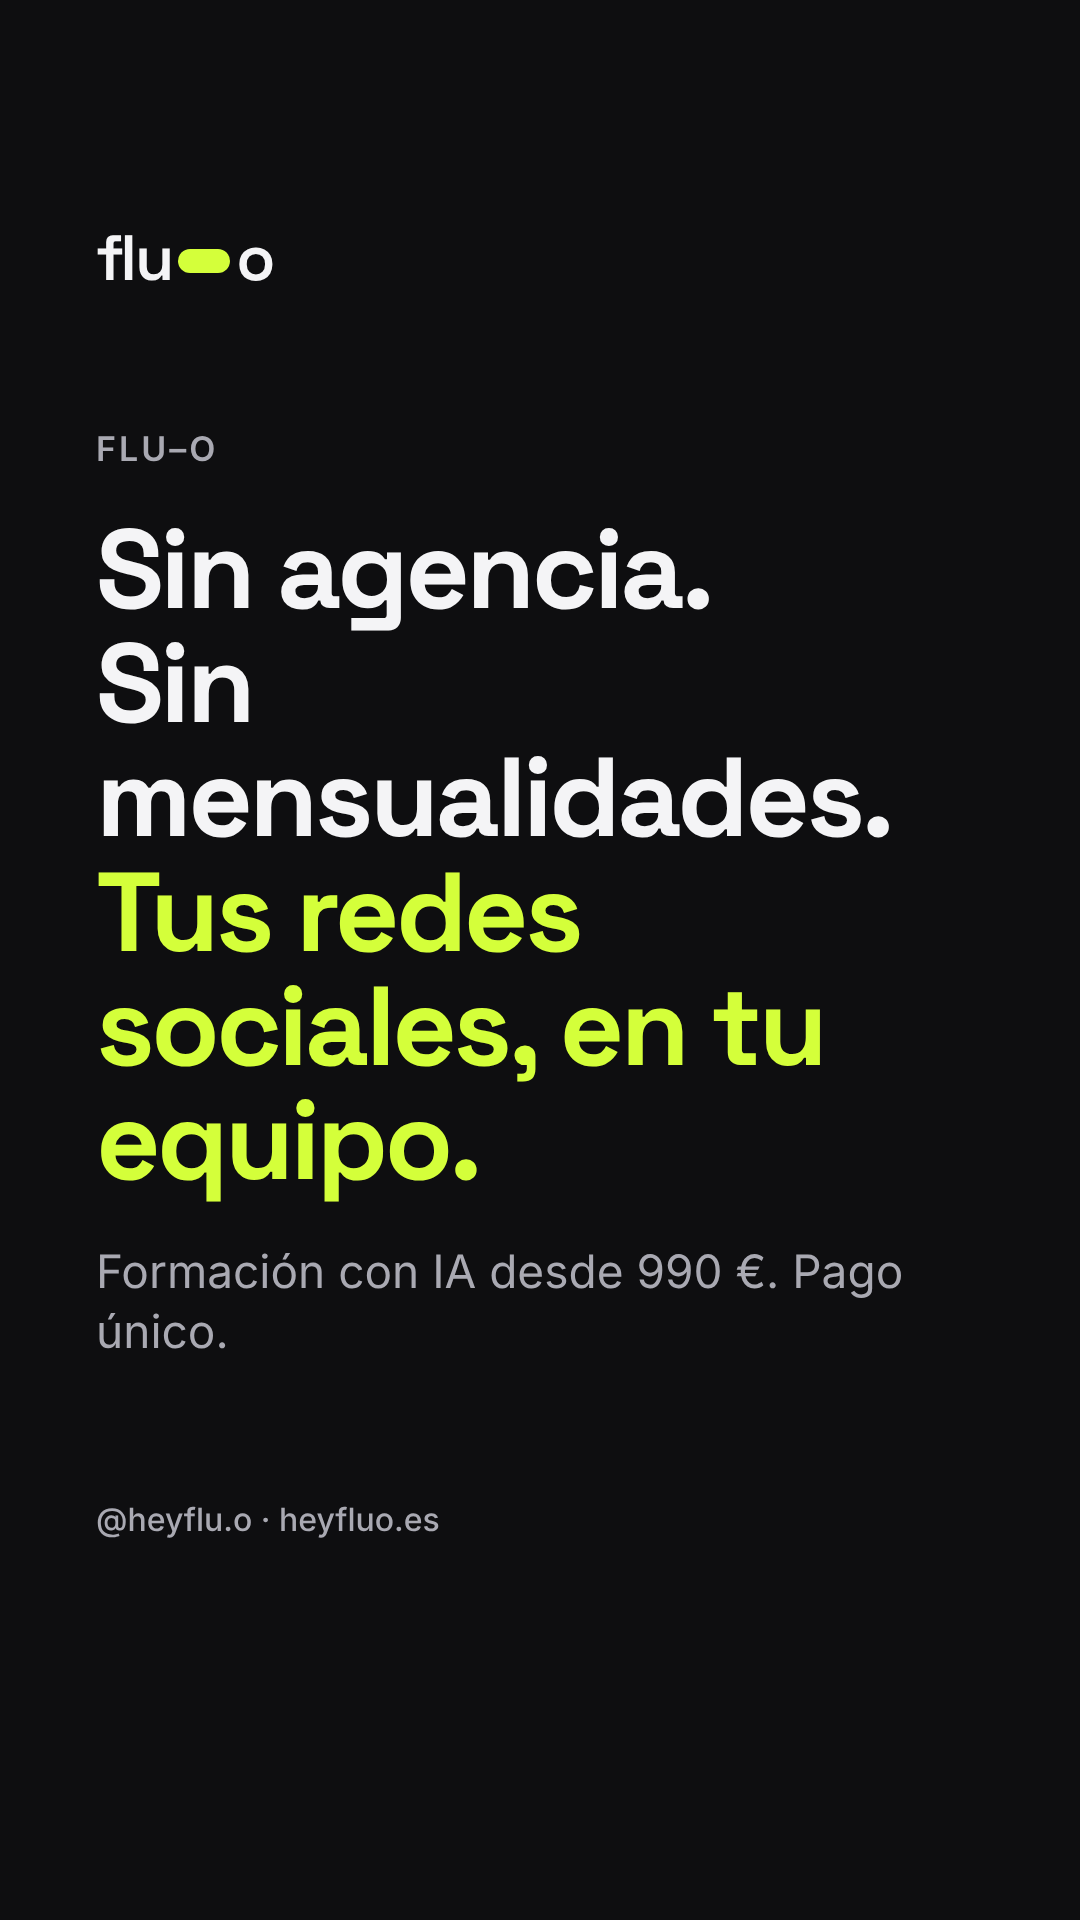 flu-o
FLU–O
Sin agencia.
Sin
mensualidades.
Tus redes
sociales, en tu
equipo.
Formación con IA desde 990 €. Pago
único.
@heyflu.o · heyfluo.es